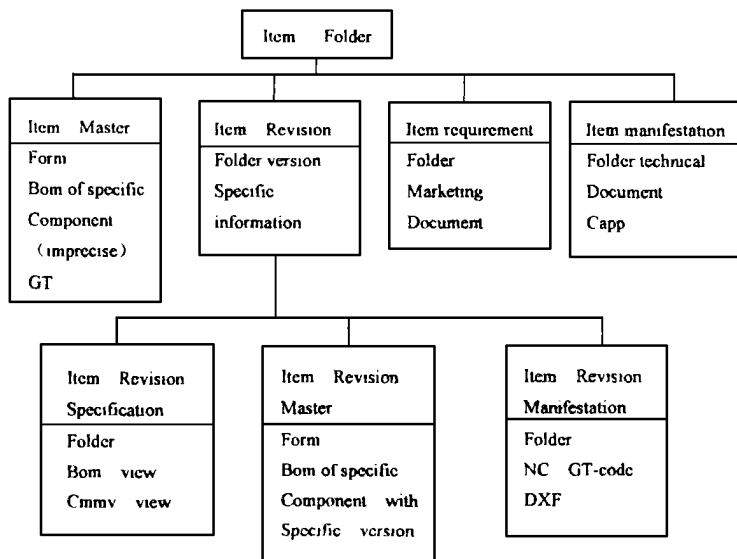 Item Folder
Item Master
Form
Bom of specific
Component
（imprecise）
GT
Item Revision
Folder version
Specific
information
Item requirement
Folder
Marketing
Document
Item manifestation
Folder technical
Document
Capp
Item Revision
Specification
Folder
Bom view
Cmmv view
Item Revision
Master
Form
Bom of specific
Component with
Specific version
Item Revision
Manifestation
Folder
NC GT-code
DXF